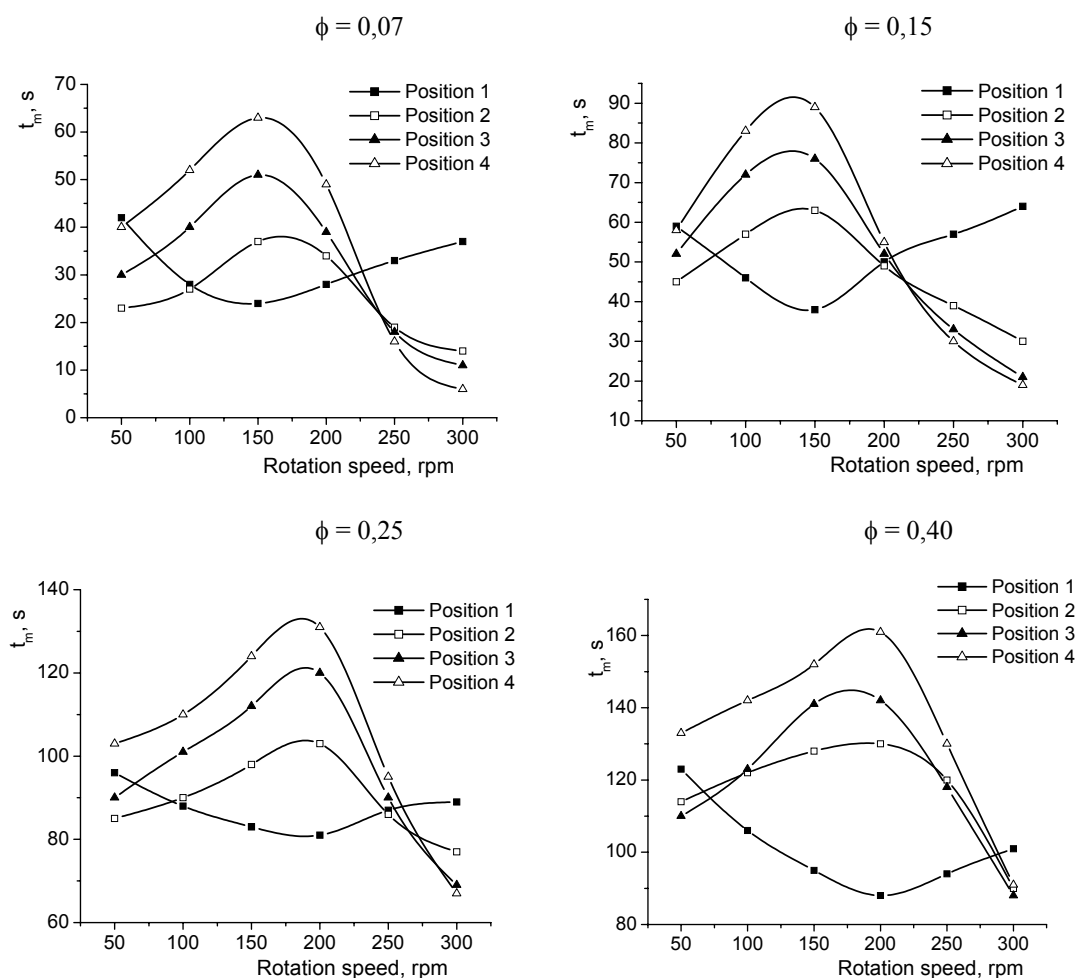 ϕ = 0,07
t_m, s
70
60
50
40
30
20
10
0
Position 1
Position 2
Position 3
Position 4
50 100 150 200 250 300
Rotation speed, rpm
ϕ = 0,15
t_m, s
90
80
70
60
50
40
30
20
10
Position 1
Position 2
Position 3
Position 4
50 100 150 200 250 300
Rotation speed, rpm
ϕ = 0,25
t_m, s
140
120
100
80
60
Position 1
Position 2
Position 3
Position 4
50 100 150 200 250 300
Rotation speed, rpm
ϕ = 0,40
t_m, s
160
140
120
100
80
Position 1
Position 2
Position 3
Position 4
50 100 150 200 250 300
Rotation speed, rpm